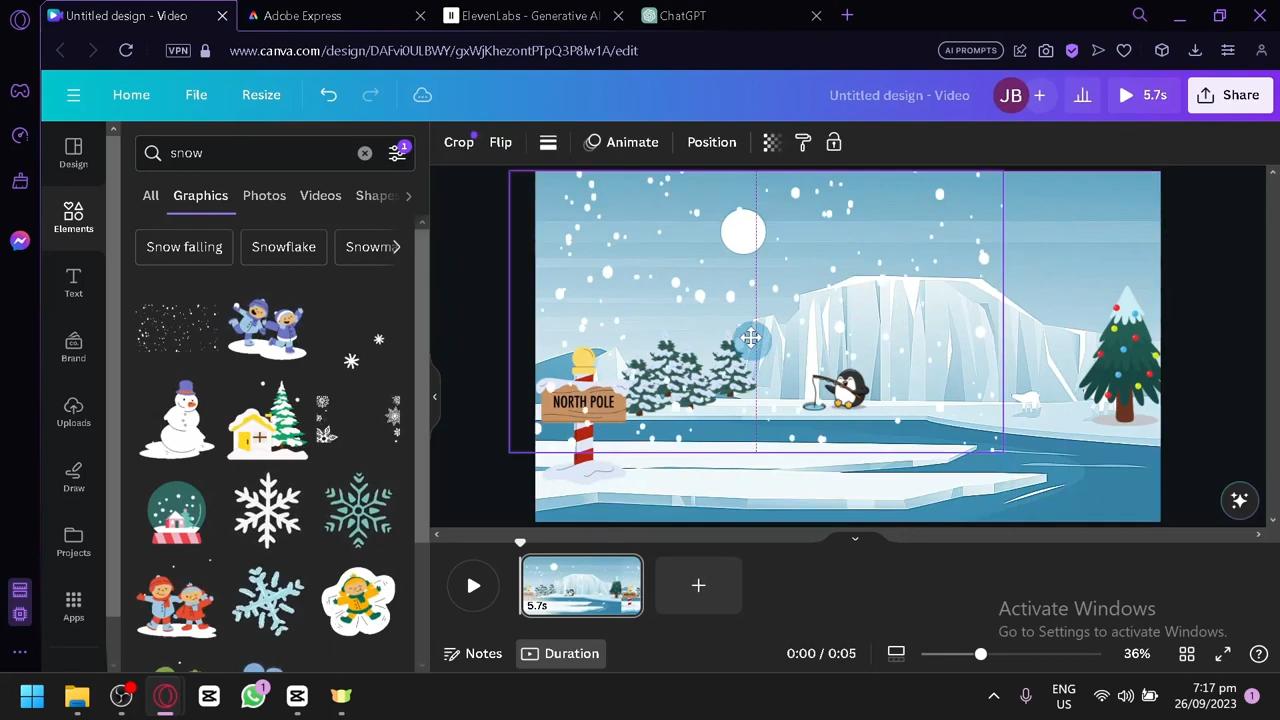 Untitled design - Video
Adobe Express
ElevenLabs - Generative AI
ChatGPT
VPN
www.canva.com/design/DAFvi0ULBWY/gxWjKhezontPTpQ3P8lw1A/edit
AI PROMPTS
Home
File
Resize
Untitled design - Video
JB
5.7s
Share
Design
Elements
Text
Brand
Uploads
Draw
Projects
Apps
snow
1
All
Graphics
Photos
Videos
Shapes
Snow falling
Snowflake
Snowm
Crop
Flip
Animate
Position
NORTH POLE
5.7s
Notes
Duration
0:00 / 0:05
36%
Activate Windows
Go to Settings to activate Windows.
1
ENG
US
7:17 pm
26/09/2023
1